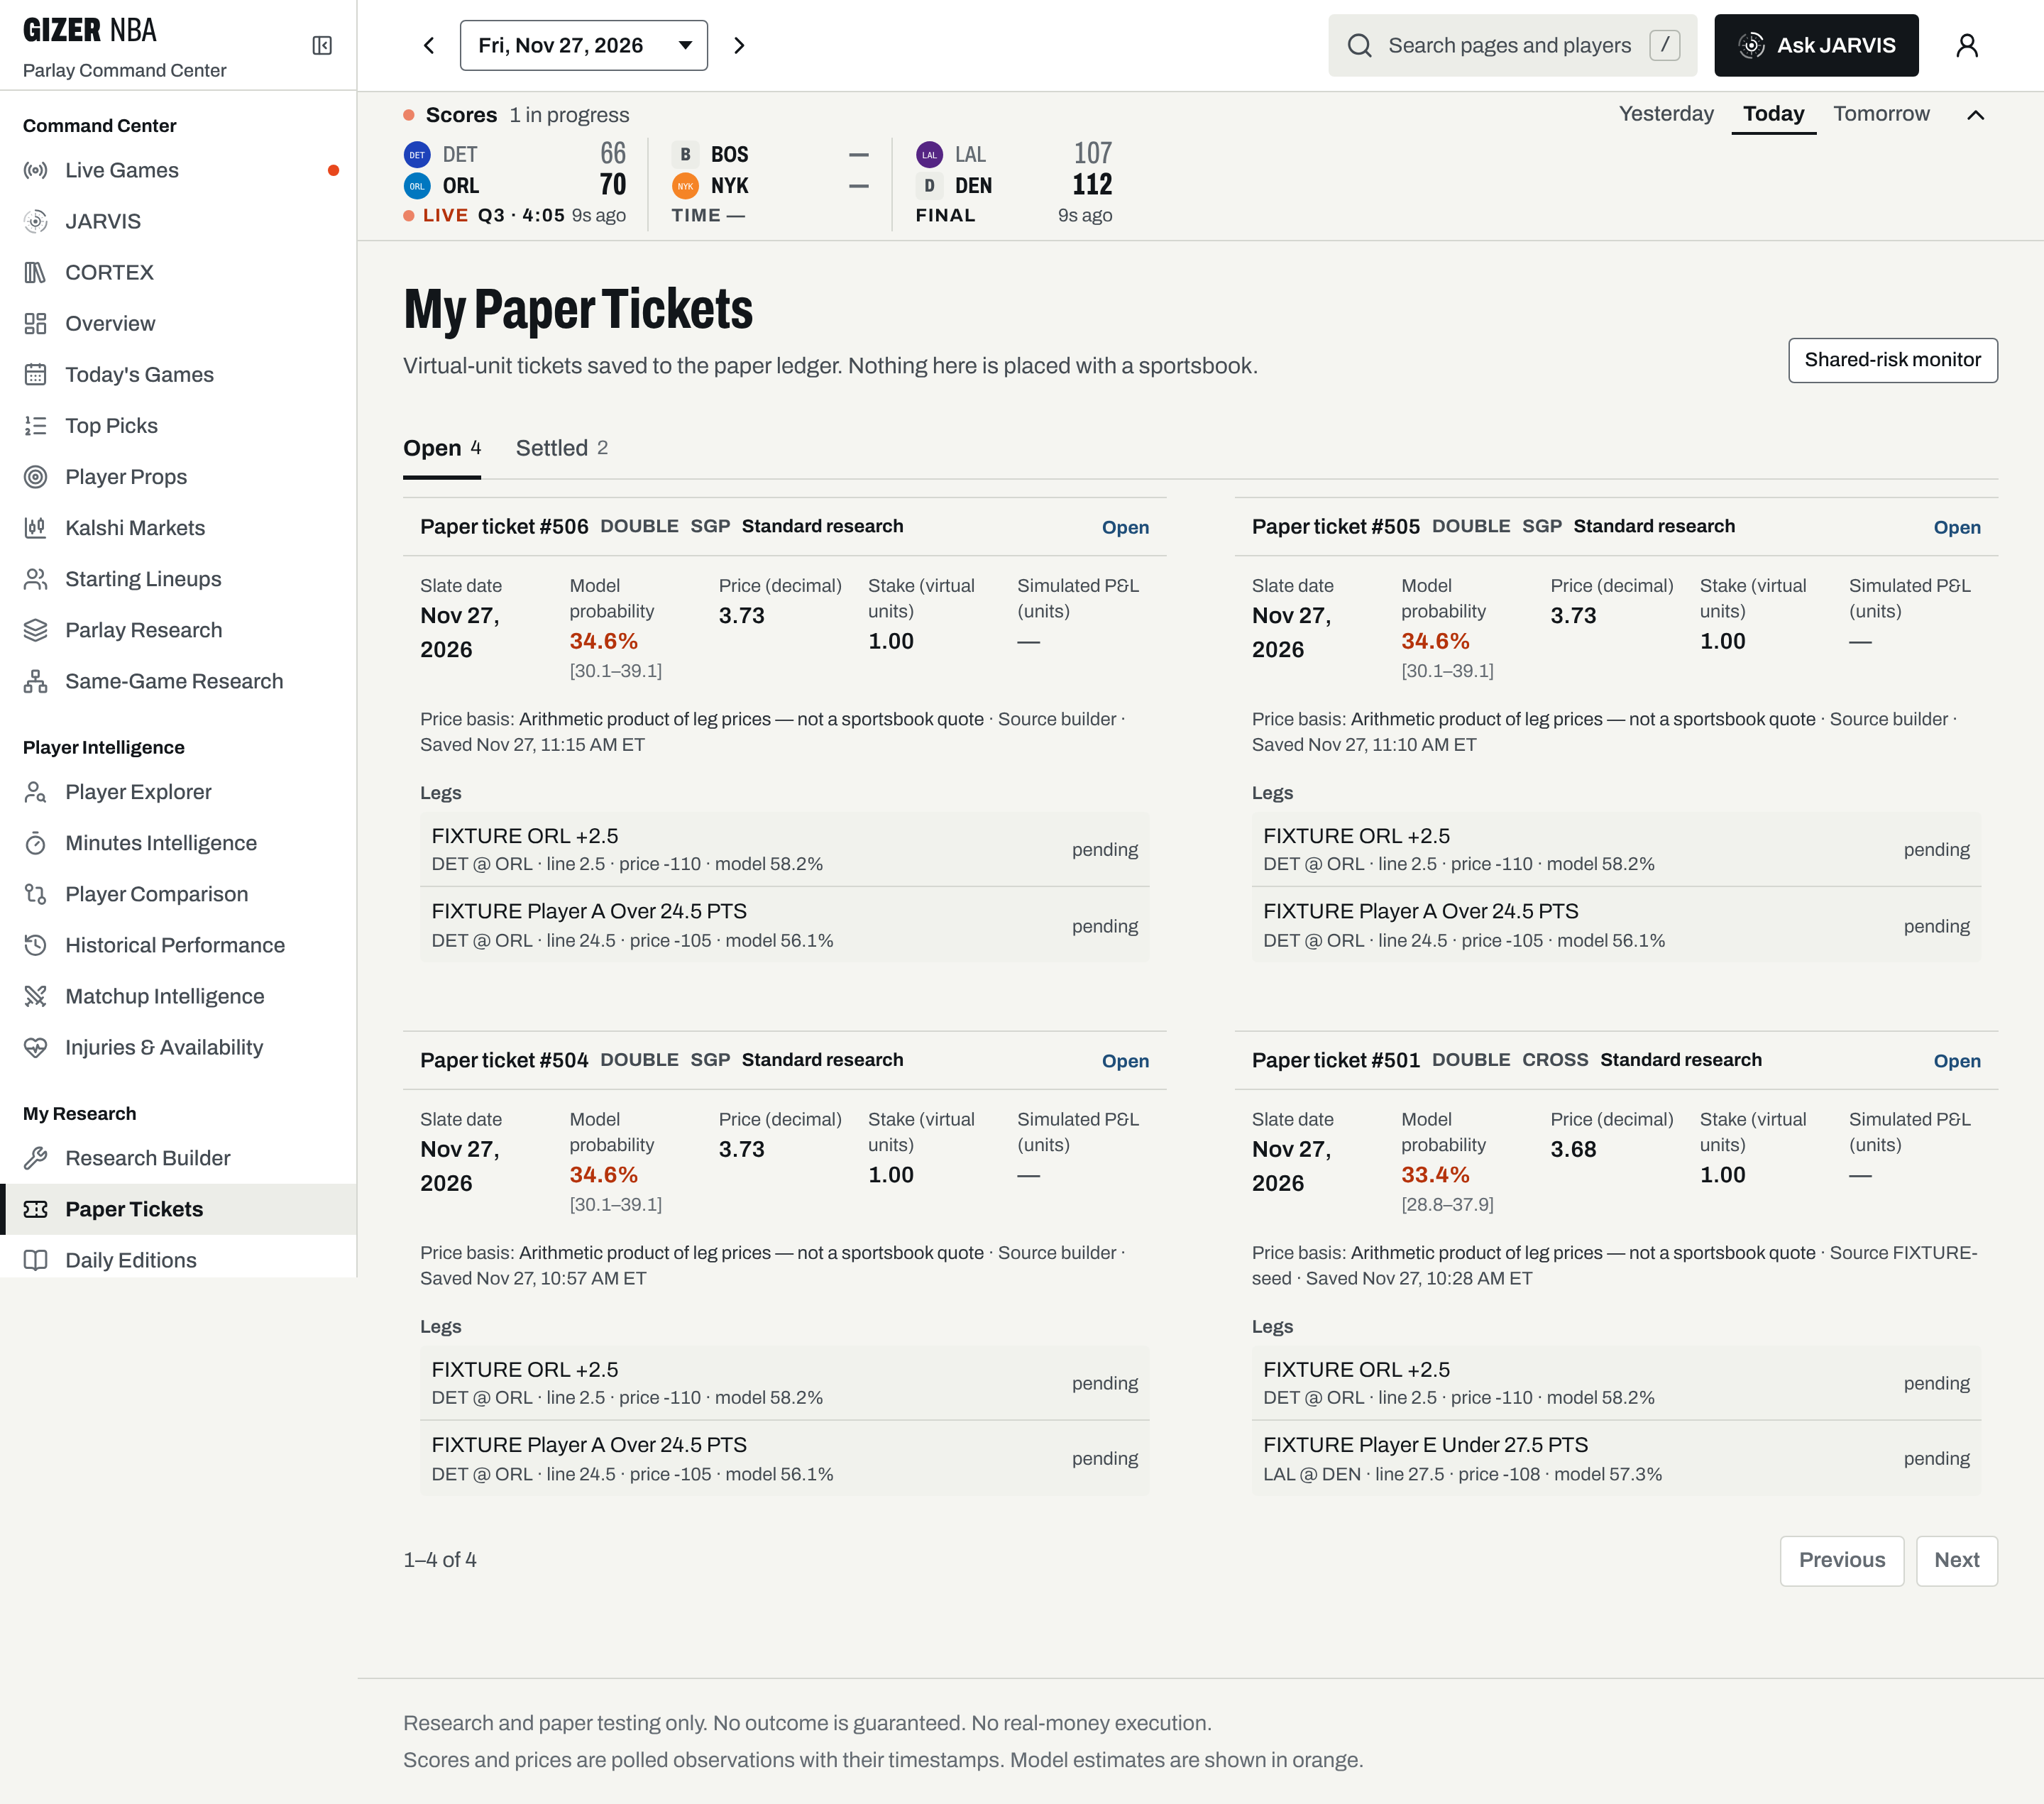 GIZER NBA
Parlay Command Center
Fri, Nov 27, 2026
Search pages and players /
Ask JARVIS
Command Center
Live Games
JARVIS
CORTEX
Overview
Today's Games
Top Picks
Player Props
Kalshi Markets
Starting Lineups
Parlay Research
Same-Game Research
Player Intelligence
Player Explorer
Minutes Intelligence
Player Comparison
Historical Performance
Matchup Intelligence
Injuries & Availability
My Research
Research Builder
Paper Tickets
Daily Editions
Scores 1 in progress
Yesterday Today Tomorrow
DET DET 66
ORL ORL 70
LIVE Q3 · 4:05 9s ago
B BOS —
NYK NYK —
TIME —
LAL LAL 107
D DEN 112
FINAL 9s ago
My Paper Tickets
Virtual-unit tickets saved to the paper ledger. Nothing here is placed with a sportsbook.
Shared-risk monitor
Open 4 Settled 2
Paper ticket #506 DOUBLE SGP Standard research Open
Slate date
Nov 27,
2026
Model
probability
34.6%
[30.1–39.1]
Price (decimal)
3.73
Stake (virtual
units)
1.00
Simulated P&L
(units)
—
Price basis: Arithmetic product of leg prices — not a sportsbook quote · Source builder ·
Saved Nov 27, 11:15 AM ET
Legs
FIXTURE ORL +2.5
DET @ ORL · line 2.5 · price -110 · model 58.2%
pending
FIXTURE Player A Over 24.5 PTS
DET @ ORL · line 24.5 · price -105 · model 56.1%
pending
Paper ticket #505 DOUBLE SGP Standard research Open
Slate date
Nov 27,
2026
Model
probability
34.6%
[30.1–39.1]
Price (decimal)
3.73
Stake (virtual
units)
1.00
Simulated P&L
(units)
—
Price basis: Arithmetic product of leg prices — not a sportsbook quote · Source builder ·
Saved Nov 27, 11:10 AM ET
Legs
FIXTURE ORL +2.5
DET @ ORL · line 2.5 · price -110 · model 58.2%
pending
FIXTURE Player A Over 24.5 PTS
DET @ ORL · line 24.5 · price -105 · model 56.1%
pending
Paper ticket #504 DOUBLE SGP Standard research Open
Slate date
Nov 27,
2026
Model
probability
34.6%
[30.1–39.1]
Price (decimal)
3.73
Stake (virtual
units)
1.00
Simulated P&L
(units)
—
Price basis: Arithmetic product of leg prices — not a sportsbook quote · Source builder ·
Saved Nov 27, 10:57 AM ET
Legs
FIXTURE ORL +2.5
DET @ ORL · line 2.5 · price -110 · model 58.2%
pending
FIXTURE Player A Over 24.5 PTS
DET @ ORL · line 24.5 · price -105 · model 56.1%
pending
Paper ticket #501 DOUBLE CROSS Standard research Open
Slate date
Nov 27,
2026
Model
probability
33.4%
[28.8–37.9]
Price (decimal)
3.68
Stake (virtual
units)
1.00
Simulated P&L
(units)
—
Price basis: Arithmetic product of leg prices — not a sportsbook quote · Source FIXTURE-
seed · Saved Nov 27, 10:28 AM ET
Legs
FIXTURE ORL +2.5
DET @ ORL · line 2.5 · price -110 · model 58.2%
pending
FIXTURE Player E Under 27.5 PTS
LAL @ DEN · line 27.5 · price -108 · model 57.3%
pending
1–4 of 4
Previous Next
Research and paper testing only. No outcome is guaranteed. No real-money execution.
Scores and prices are polled observations with their timestamps. Model estimates are shown in orange.